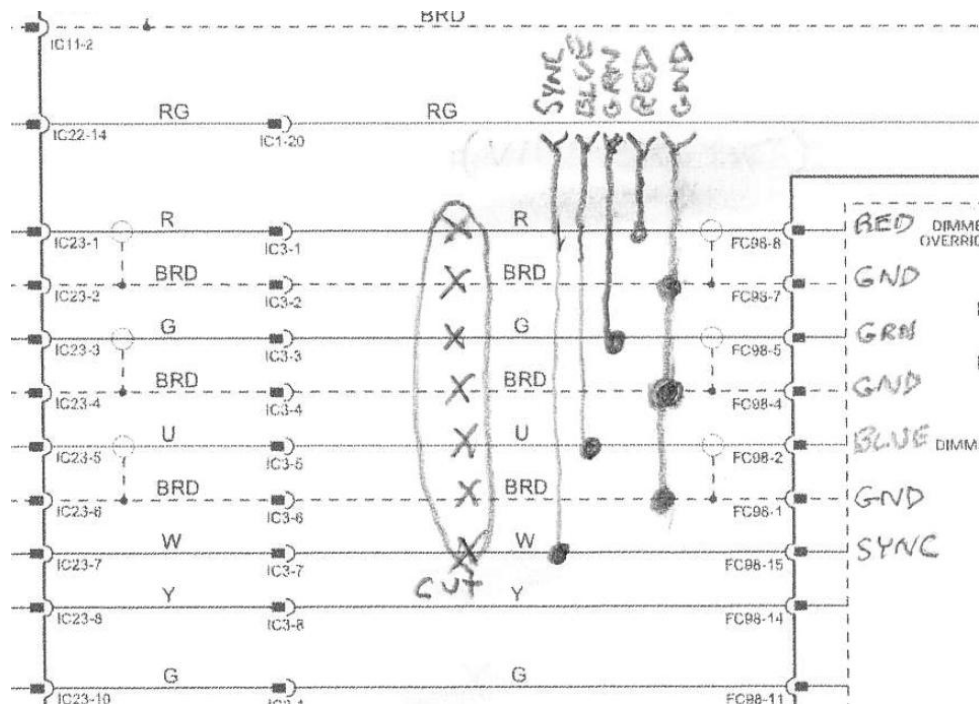 BRD
IC11-2
SYNC BLUE GRN RED GND
RG RG
IC22-14 IC1-20
R R RED DIMME
OVERRID
IC23-1 IC3-1 FC98-8
BRD BRD GND
IC23-2 IC3-2 FC98-7
G G GRN
IC23-3 IC3-3 FC98-5
BRD BRD GND
IC23-4 IC3-4 FC98-4
U U BLUE DIMM
IC23-5 IC3-5 FC98-2
BRD BRD GND
IC23-6 IC3-6 FC98-1
W W SYNC
IC23-7 IC3-7 FC98-15
CUT
Y Y
IC23-8 IC3-8 FC98-14
G G
IC23-10 FC98-11